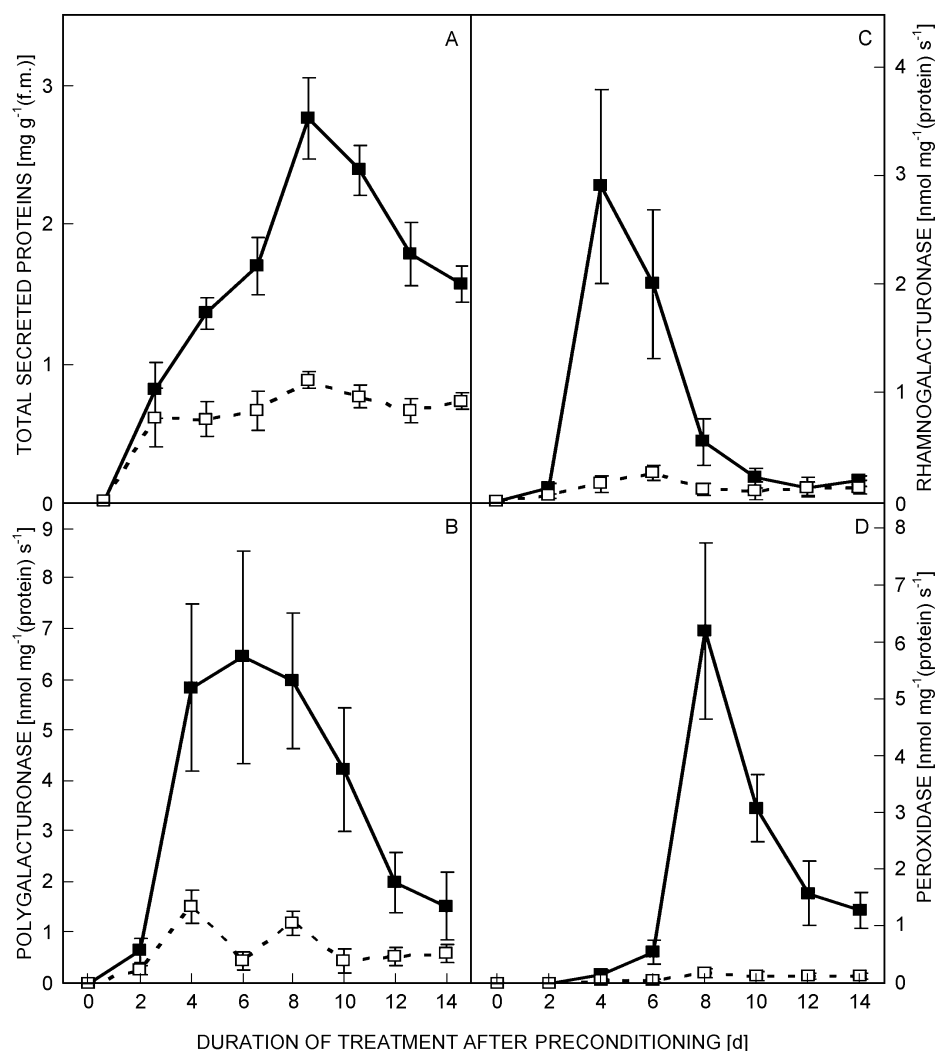 A
TOTAL SECRETED PROTEINS [mg g-1(f.m.)]
3
2
1
0
C
RHAMNOGALACTURONASE [nmol mg-1(protein) s-1]
4
3
2
1
0
B
POLYGALACTURONASE [nmol mg-1(protein) s-1]
9
8
7
6
5
4
3
2
1
0
0 2 4 6 8 10 12 14
D
PEROXIDASE [nmol mg-1(protein) s-1]
8
7
6
5
4
3
2
1
0
0 2 4 6 8 10 12 14
DURATION OF TREATMENT AFTER PRECONDITIONING [d]